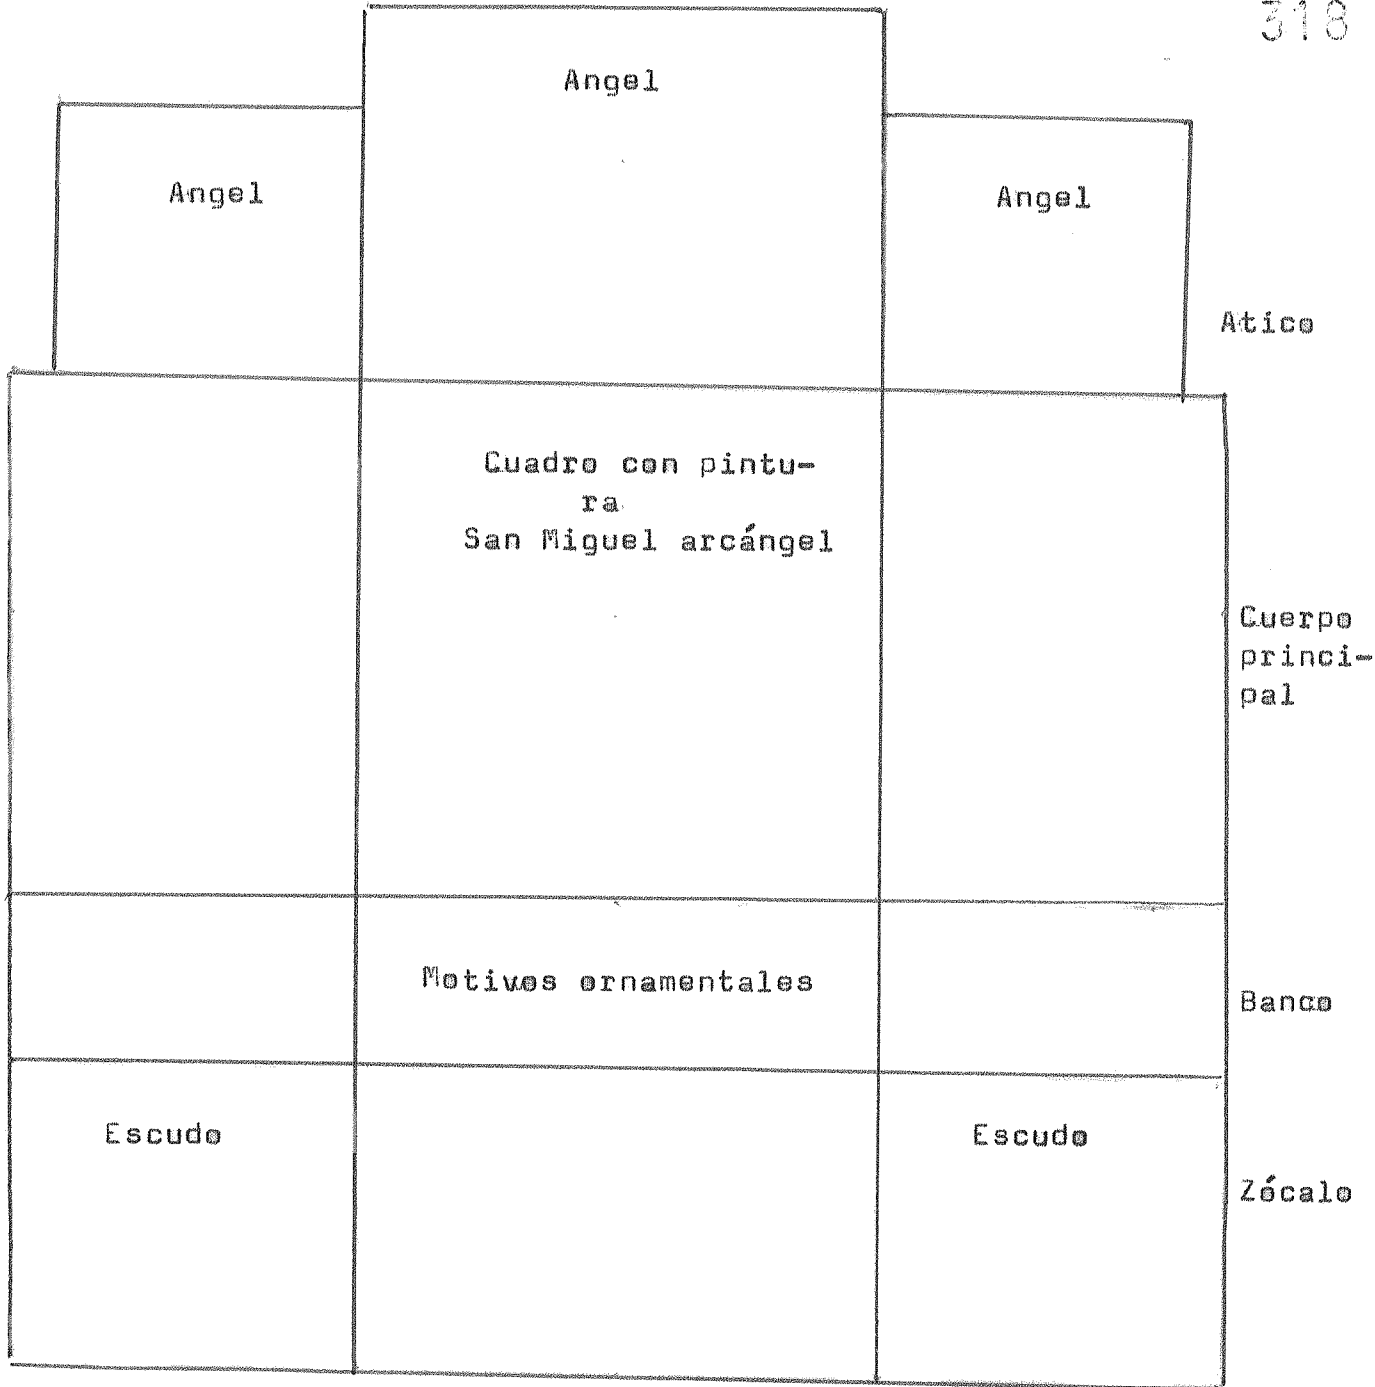 318
Angel
Angel
Angel
Atico
Cuadro con pintu-
ra
San Miguel arcángel
Cuerpo
princi-
pal
Motivos ornamentales
Banco
Escudo
Escudo
Zócalo